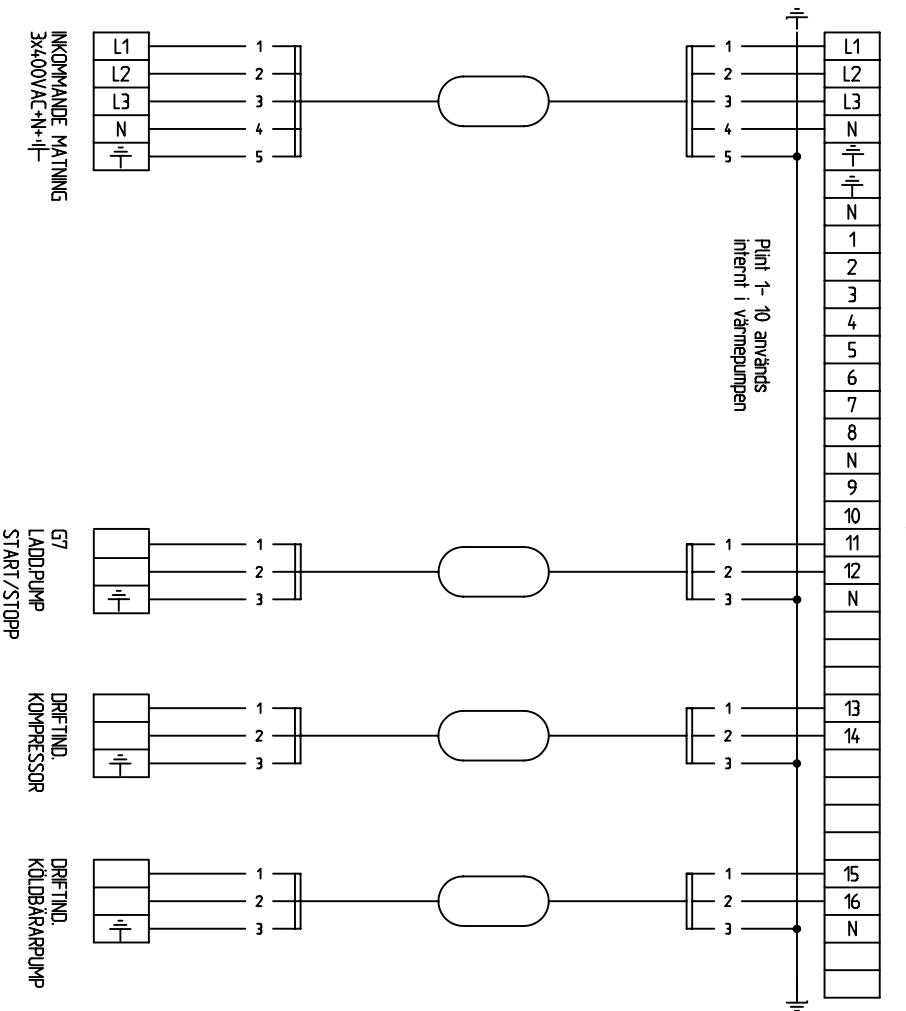 INKOMMANDE MATNING
3x400VAC+N+⏚
L1
L2
L3
N
⏚
1
2
3
4
5
1
2
3
4
5
L1
L2
L3
N
⏚
⏚
N
1
2
3
4
5
6
7
8
N
9
10
11
12
N
13
14
15
16
N
Plint 1- 10 används
internt i värmepumpen
G7
LADD.PUMP
START/STOPP
⏚
1
2
3
1
2
3
DRIFTIND.
KOMPRESSOR
⏚
1
2
3
1
2
3
DRIFTIND.
KÖLDBÄRARPUMP
⏚
1
2
3
1
2
3